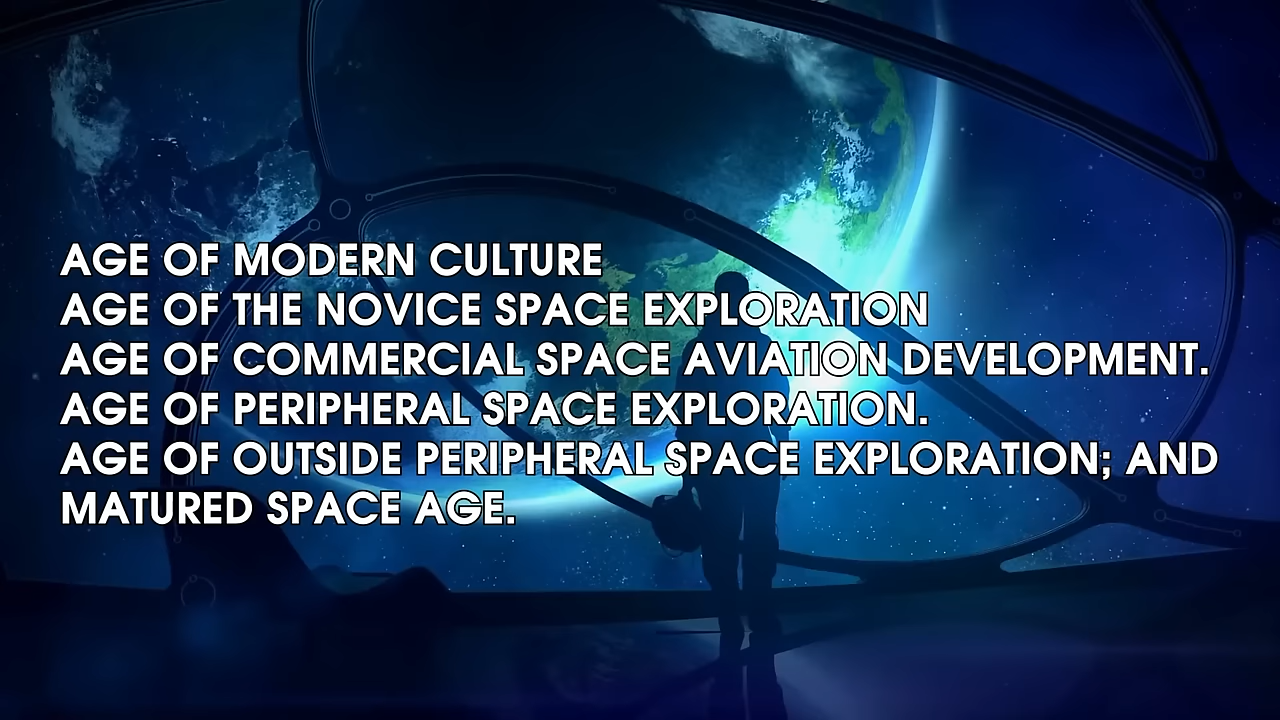 AGE OF MODERN CULTURE
AGE OF THE NOVICE SPACE EXPLORATION
AGE OF COMMERCIAL SPACE AVIATION DEVELOPMENT.
AGE OF PERIPHERAL SPACE EXPLORATION.
AGE OF OUTSIDE PERIPHERAL SPACE EXPLORATION; AND
MATURED SPACE AGE.